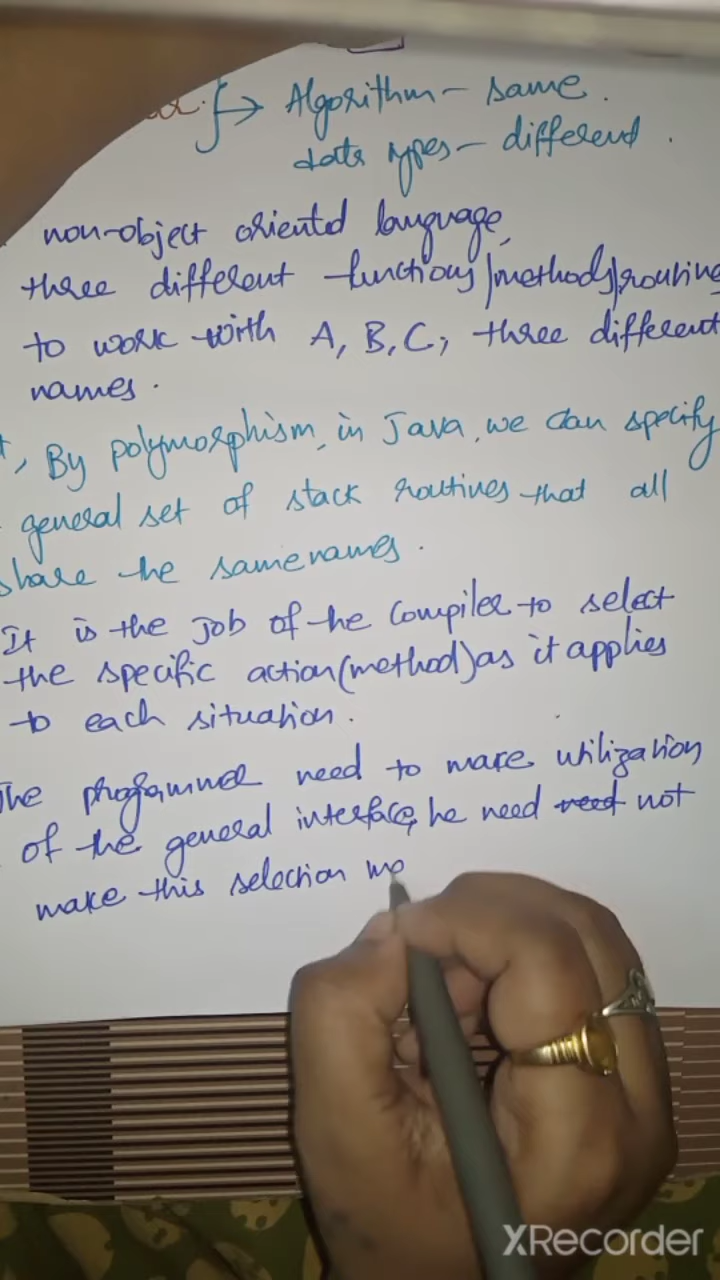 Algorithm - same.
data types - different.
non-object oriented language,
three different functions/methods/routine
to work with A, B, C, three different
names.
, By polymorphism, in Java, we can specify
general set of stack routines that all
share the same names.
It is the job of the compiler to select
the specific action (method) as it applies
to each situation.
The programmer need to make utilization
of the general interface, he need need not
make this selection
XRecorder